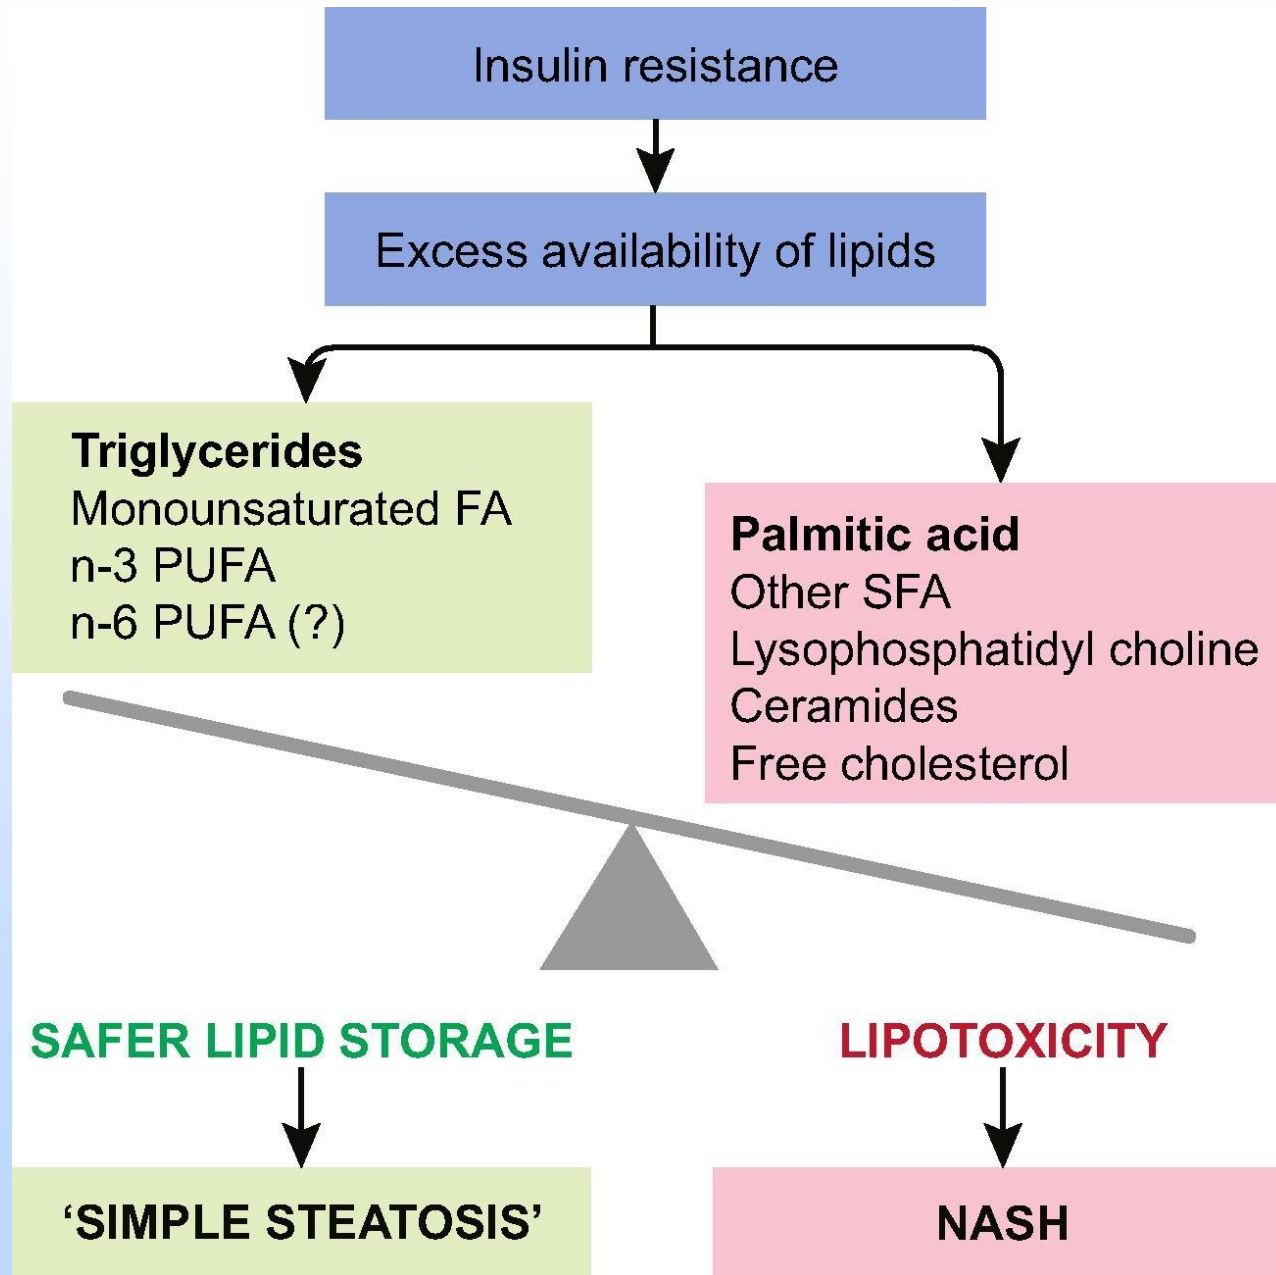 Insulin resistance
Excess availability of lipids
Triglycerides
Monounsaturated FA
n-3 PUFA
n-6 PUFA (?)
Palmitic acid
Other SFA
Lysophosphatidyl choline
Ceramides
Free cholesterol
SAFER LIPID STORAGE
LIPOTOXICITY
‘SIMPLE STEATOSIS’
NASH